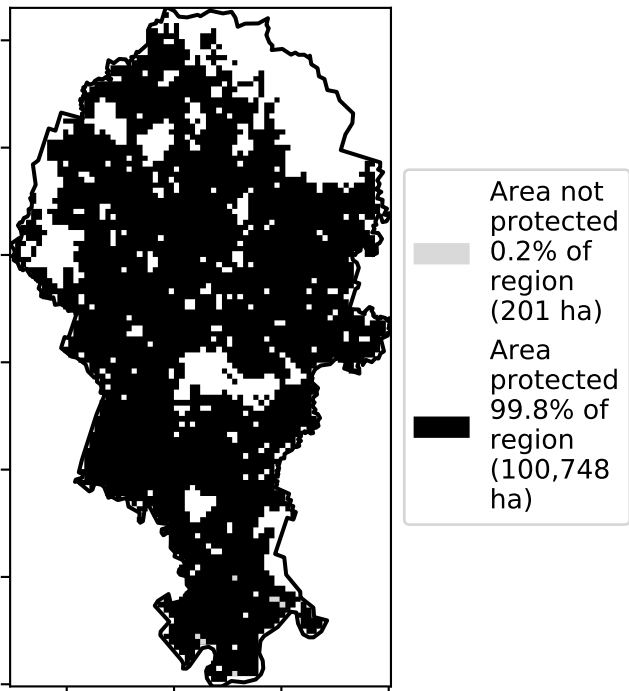 Area not
protected
0.2% of
region
(201 ha)
Area
protected
99.8% of
region
(100,748
ha)